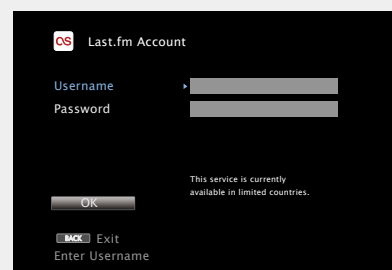 Last.fm Account
Username
Password
This service is currently
available in limited countries.
OK
BACK Exit
Enter Username